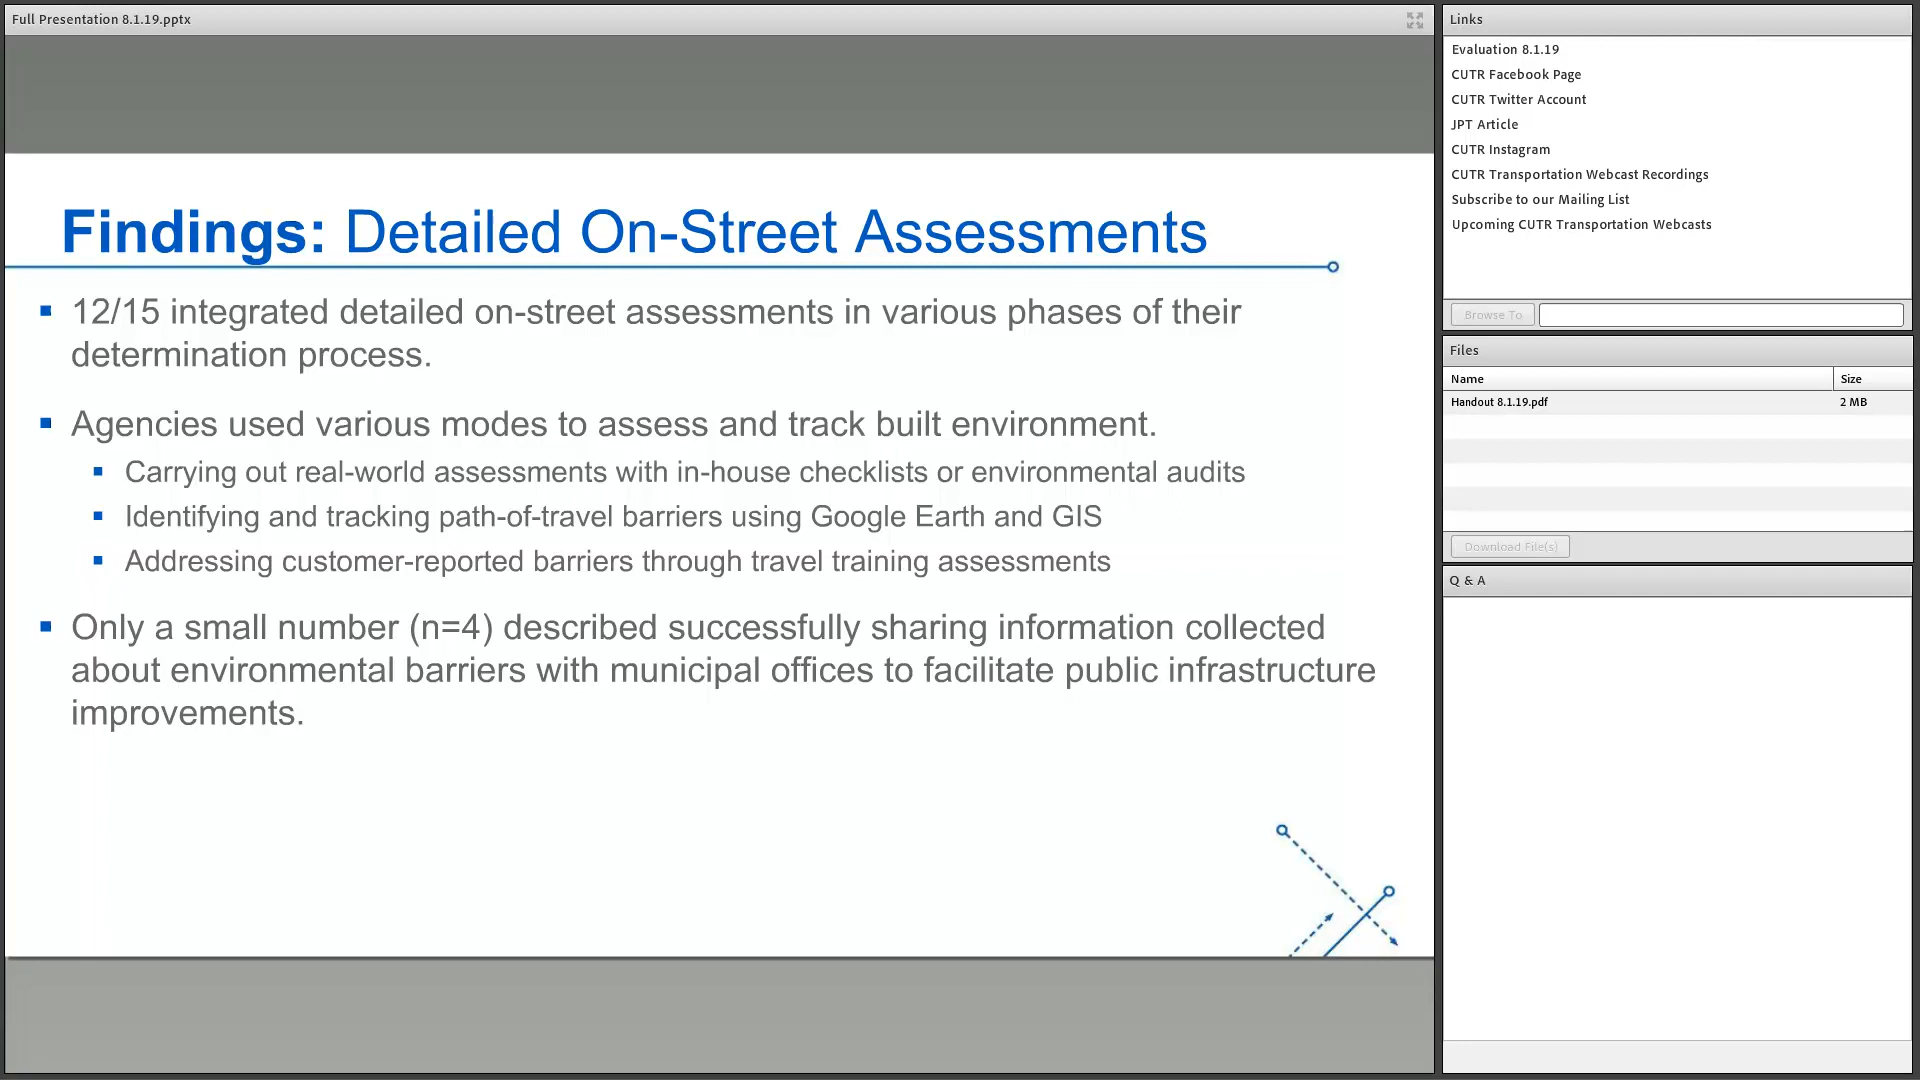 Full Presentation 8.1.19.pptx
Findings: Detailed On-Street Assessments
12/15 integrated detailed on-street assessments in various phases of their
determination process.
Agencies used various modes to assess and track built environment.
Carrying out real-world assessments with in-house checklists or environmental audits
Identifying and tracking path-of-travel barriers using Google Earth and GIS
Addressing customer-reported barriers through travel training assessments
Only a small number (n=4) described successfully sharing information collected
about environmental barriers with municipal offices to facilitate public infrastructure
improvements.
Links
Evaluation 8.1.19
CUTR Facebook Page
CUTR Twitter Account
JPT Article
CUTR Instagram
CUTR Transportation Webcast Recordings
Subscribe to our Mailing List
Upcoming CUTR Transportation Webcasts
Browse To
Files
Name Size
Handout 8.1.19.pdf 2 MB
Download File(s)
Q & A